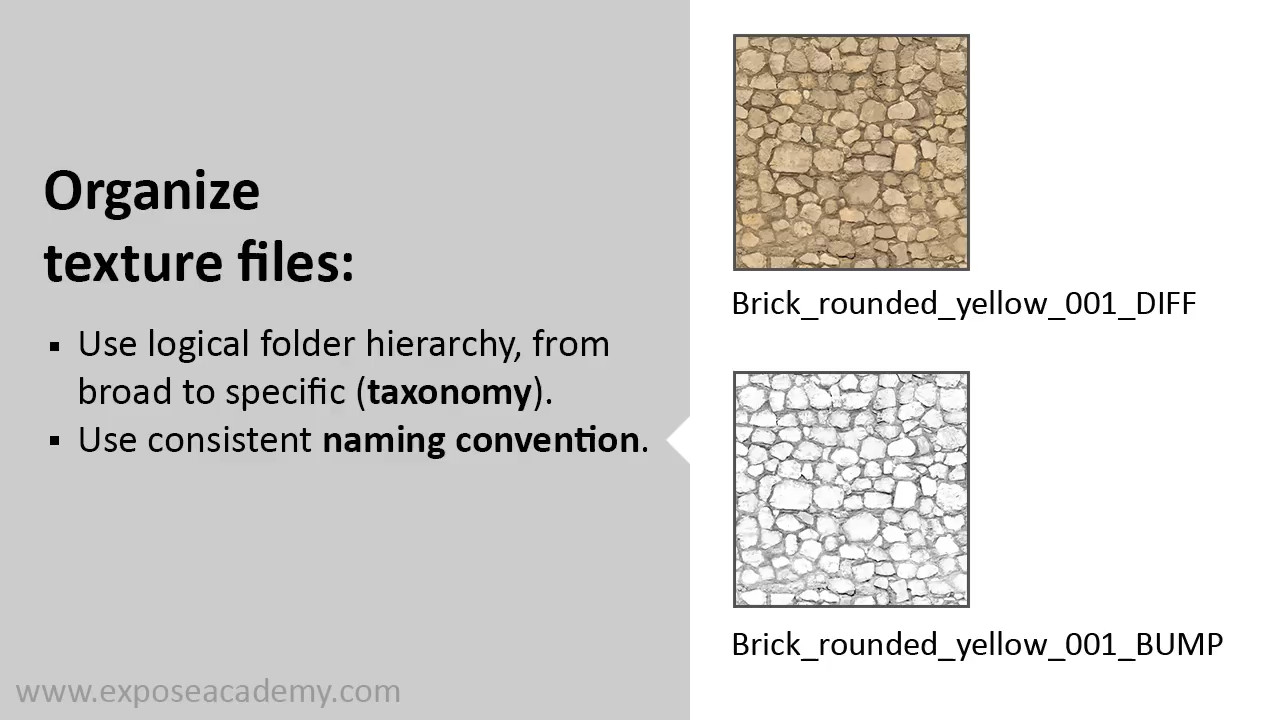 Organize
texture files:
▪ Use logical folder hierarchy, from
broad to specific (taxonomy).
▪ Use consistent naming convention.
www.exposeacademy.com
Brick_rounded_yellow_001_DIFF
Brick_rounded_yellow_001_BUMP